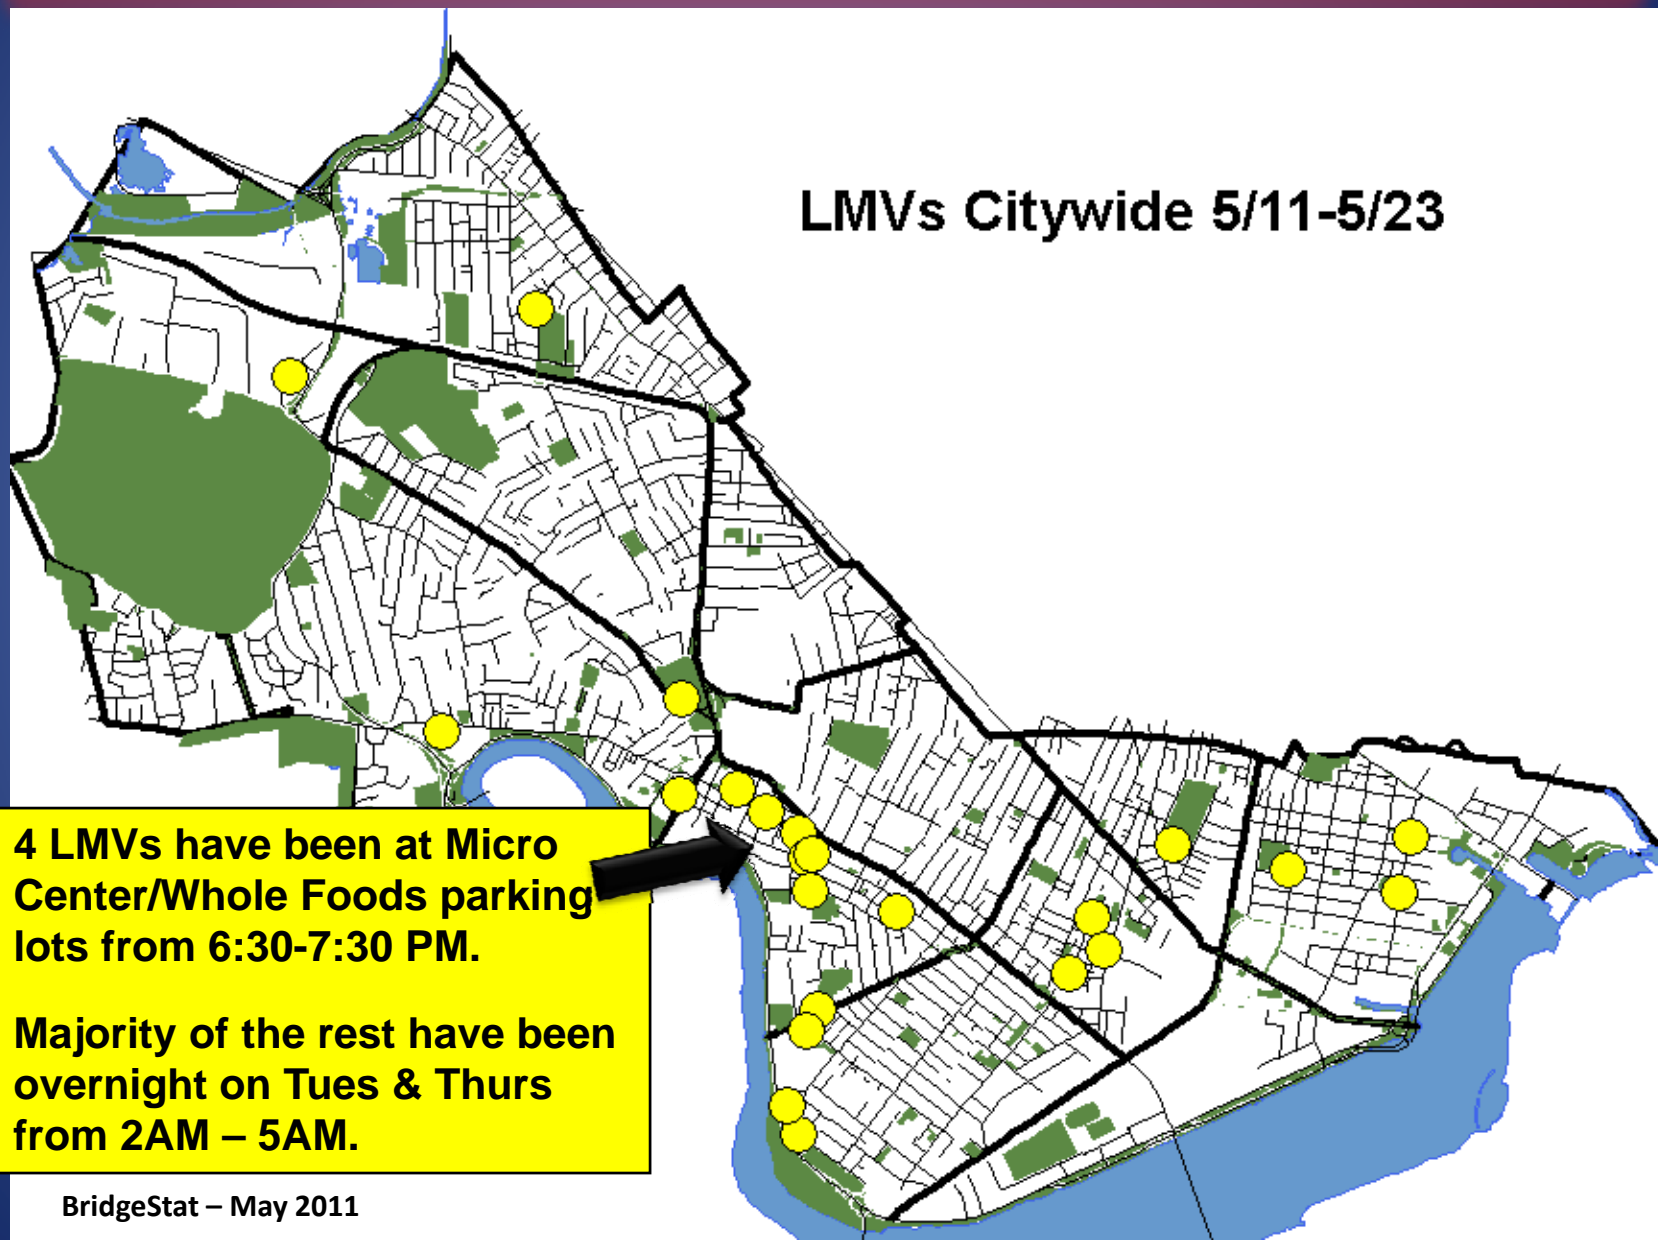 LMVs Citywide 5/11-5/23
4 LMVs have been at Micro
Center/Whole Foods parking
lots from 6:30-7:30 PM.
Majority of the rest have been
overnight on Tues & Thurs
from 2AM – 5AM.
BridgeStat – May 2011